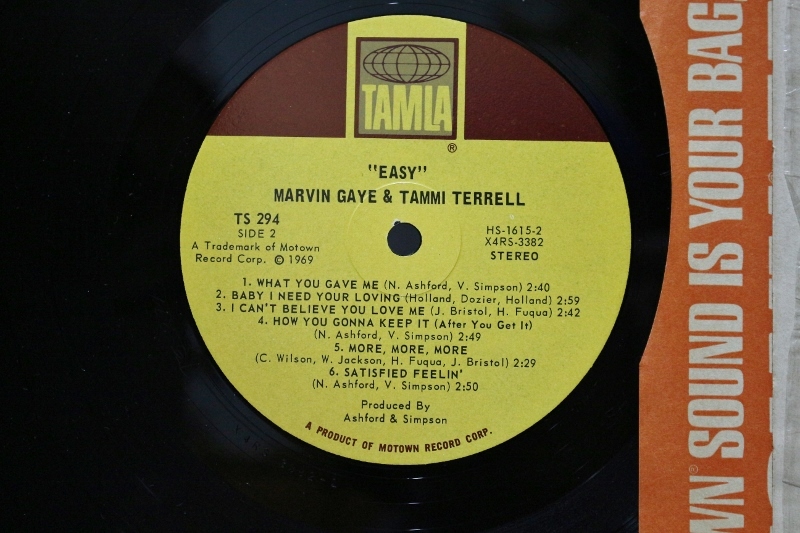 TAMLA
®
"EASY"
MARVIN GAYE & TAMMI TERRELL
TS 294
SIDE 2
A Trademark of Motown
Record Corp. © 1969
HS-1615-2
X4RS-3382
STEREO
1. WHAT YOU GAVE ME (N. Ashford, V. Simpson) 2:40
2. BABY I NEED YOUR LOVING (Holland, Dozier, Holland) 2:59
3. I CAN'T BELIEVE YOU LOVE ME (J. Bristol, H. Fuqua) 2:42
4. HOW YOU GONNA KEEP IT (After You Get It)
(N. Ashford, V. Simpson) 2:49
5. MORE, MORE, MORE
(C. Wilson, W. Jackson, H. Fuqua, J. Bristol) 2:29
6. SATISFIED FEELIN'
(N. Ashford, V. Simpson) 2:50
Produced By
Ashford & Simpson
A PRODUCT OF MOTOWN RECORD CORP.
WN® SOUND IS YOUR BAG,